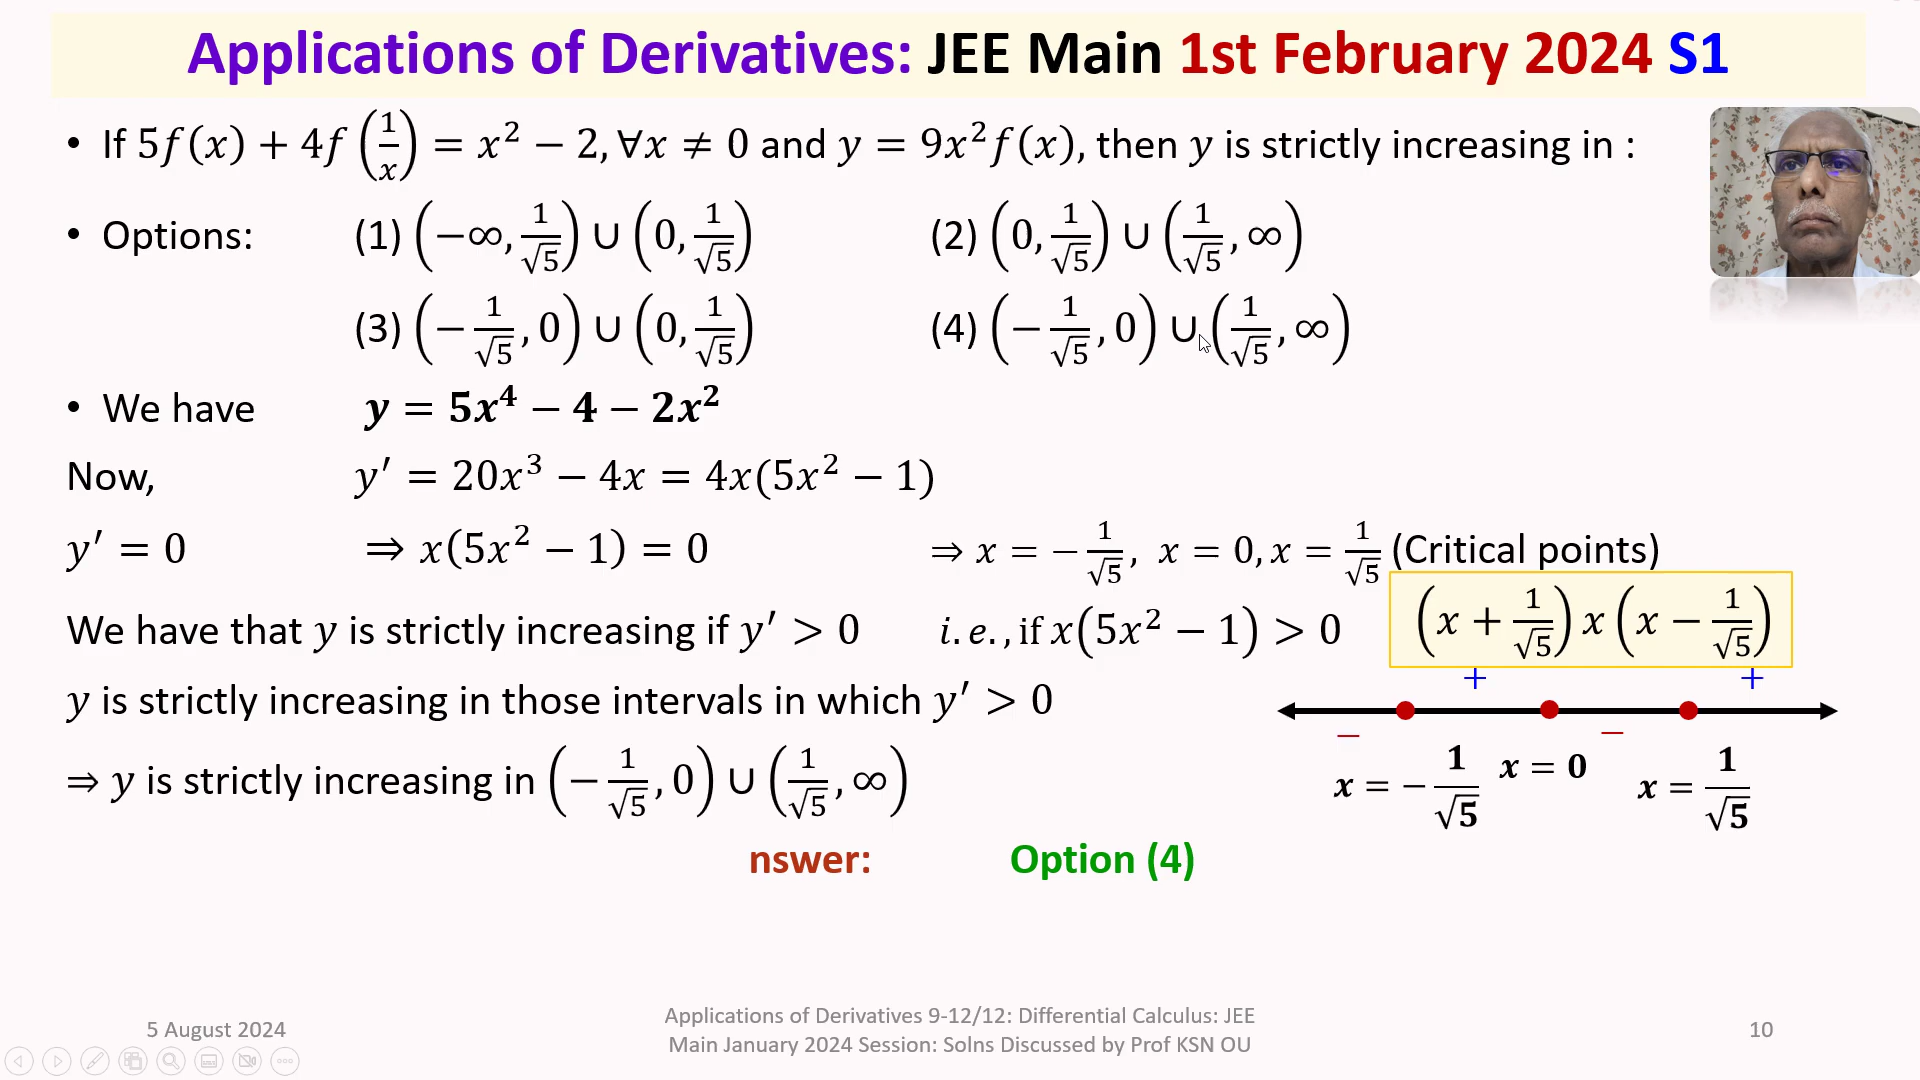 Applications of Derivatives: JEE Main 1st February 2024 S1
• If 5f(x) + 4f(1/x) = x² − 2, ∀x ≠ 0 and y = 9x²f(x), then y is strictly increasing in :
• Options: (1) (−∞, 1/√5) ∪ (0, 1/√5) (2) (0, 1/√5) ∪ (1/√5, ∞)
(3) (−1/√5, 0) ∪ (0, 1/√5) (4) (−1/√5, 0) ∪ (1/√5, ∞)
• We have y = 5x⁴ − 4 − 2x²
Now, y′ = 20x³ − 4x = 4x(5x² − 1)
y′ = 0 ⇒ x(5x² − 1) = 0 ⇒ x = −1/√5, x = 0, x = 1/√5 (Critical points)
We have that y is strictly increasing if y′ > 0 i.e., if x(5x² − 1) > 0
(x + 1/√5) x (x − 1/√5)
+ +
y is strictly increasing in those intervals in which y′ > 0
− −
x = −1/√5 x = 0 x = 1/√5
⇒ y is strictly increasing in (−1/√5, 0) ∪ (1/√5, ∞)
nswer: Option (4)
5 August 2024
Applications of Derivatives 9-12/12: Differential Calculus: JEE
Main January 2024 Session: Solns Discussed by Prof KSN OU
10